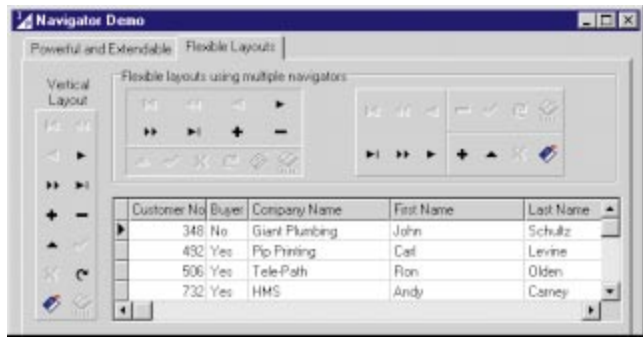 Navigator Demo
Powerful and Extendable Flexible Layouts
Vertical Layout
Flexible layouts using multiple navigators
Customer No Buyer Company Name First Name Last Name
348 No Giant Plumbing John Schultz
492 Yes Pip Printing Carl Levine
506 Yes Tele-Path Ron Olden
732 Yes HMS Andy Carney